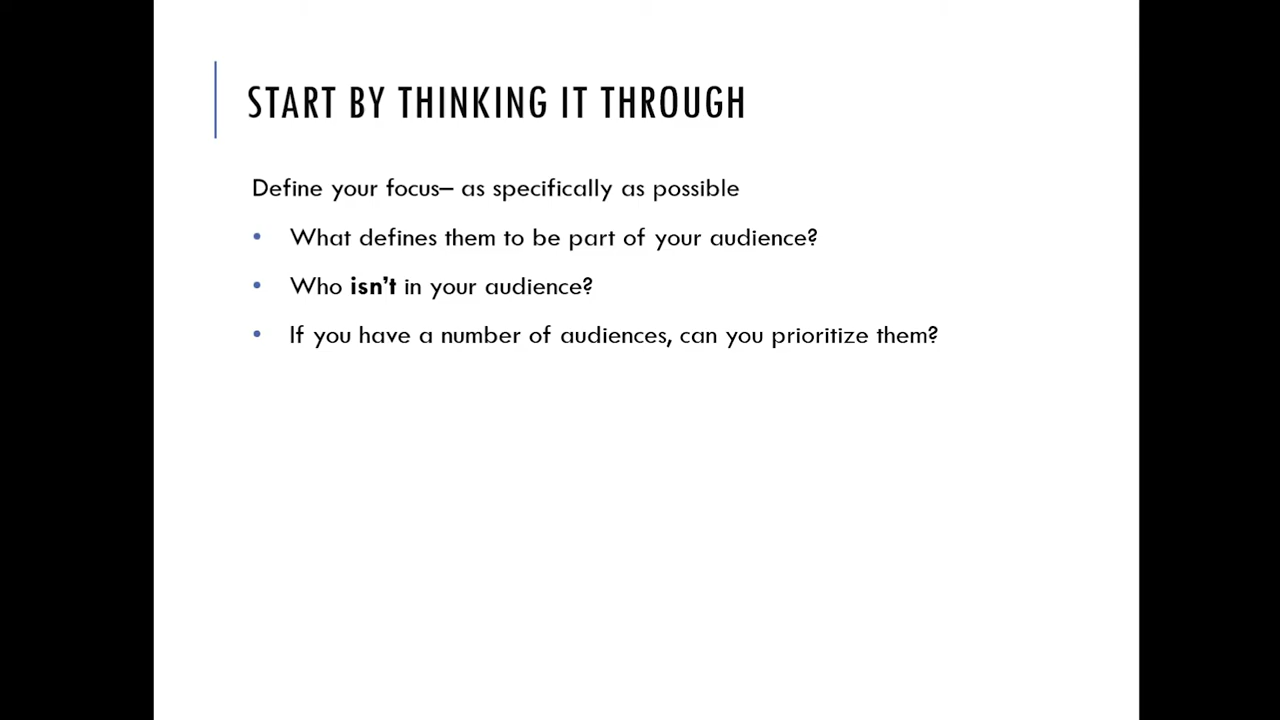 START BY THINKING IT THROUGH
Define your focus– as specifically as possible
• What defines them to be part of your audience?
• Who isn't in your audience?
• If you have a number of audiences, can you prioritize them?